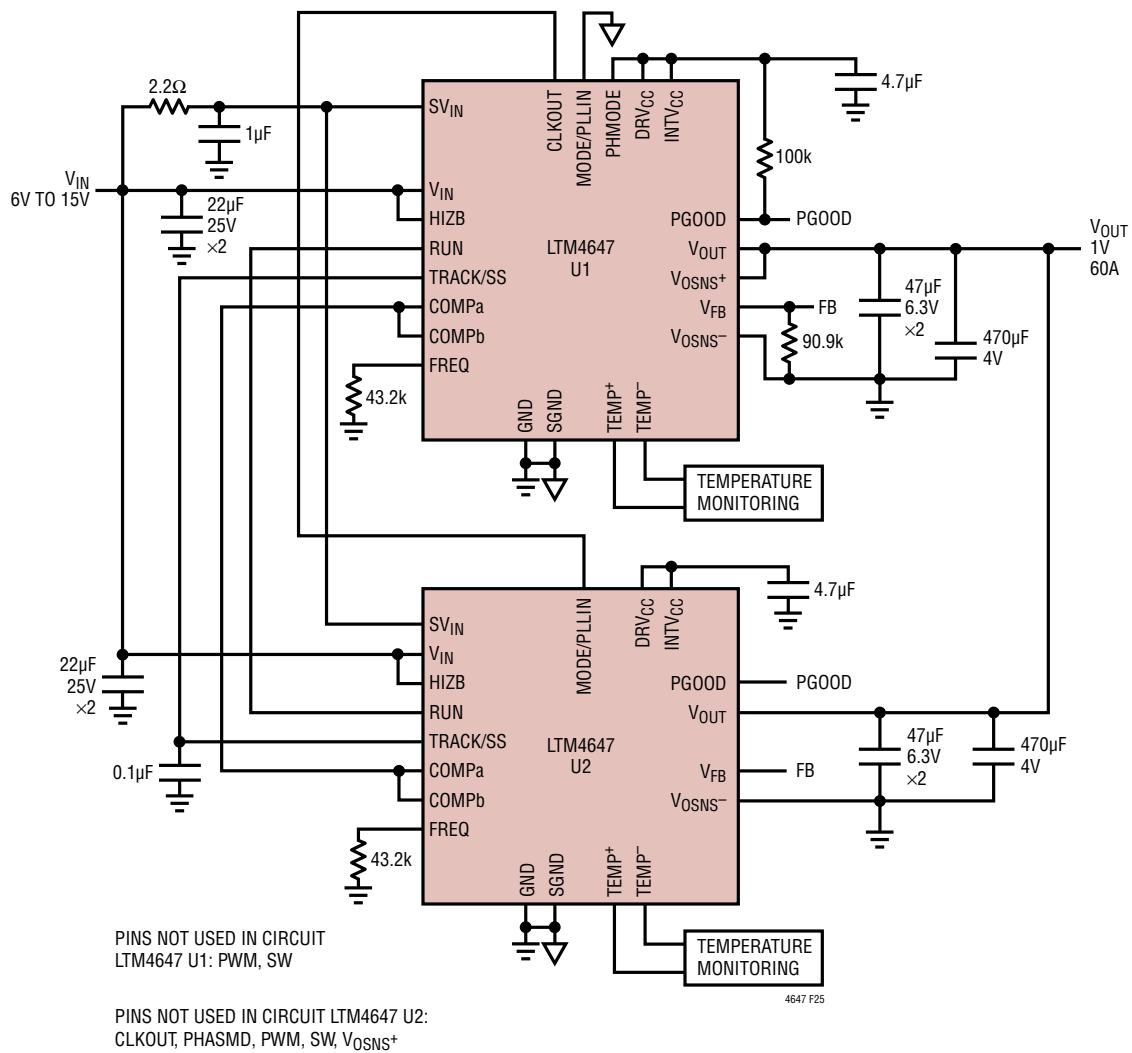 2.2Ω
1µF
VIN
6V TO 15V
22µF
25V
×2
SVIN
VIN
HIZB
RUN
TRACK/SS
COMPa
COMPb
FREQ
43.2k
CLKOUT
MODE/PLLIN
PHMODE
DRVCC
INTVCC
4.7µF
100k
LTM4647
U1
PGOOD
PGOOD
VOUT
VOSNS+
VFB
FB
VOSNS–
90.9k
47µF
6.3V
×2
470µF
4V
VOUT
1V
60A
GND
SGND
TEMP+
TEMP–
TEMPERATURE
MONITORING
22µF
25V
×2
0.1µF
SVIN
VIN
HIZB
RUN
TRACK/SS
COMPa
COMPb
FREQ
43.2k
MODE/PLLIN
DRVCC
INTVCC
4.7µF
LTM4647
U2
PGOOD
PGOOD
VOUT
VFB
FB
VOSNS–
47µF
6.3V
×2
470µF
4V
GND
SGND
TEMP+
TEMP–
TEMPERATURE
MONITORING
4647 F25
PINS NOT USED IN CIRCUIT
LTM4647 U1: PWM, SW
PINS NOT USED IN CIRCUIT LTM4647 U2:
CLKOUT, PHASMD, PWM, SW, VOSNS+